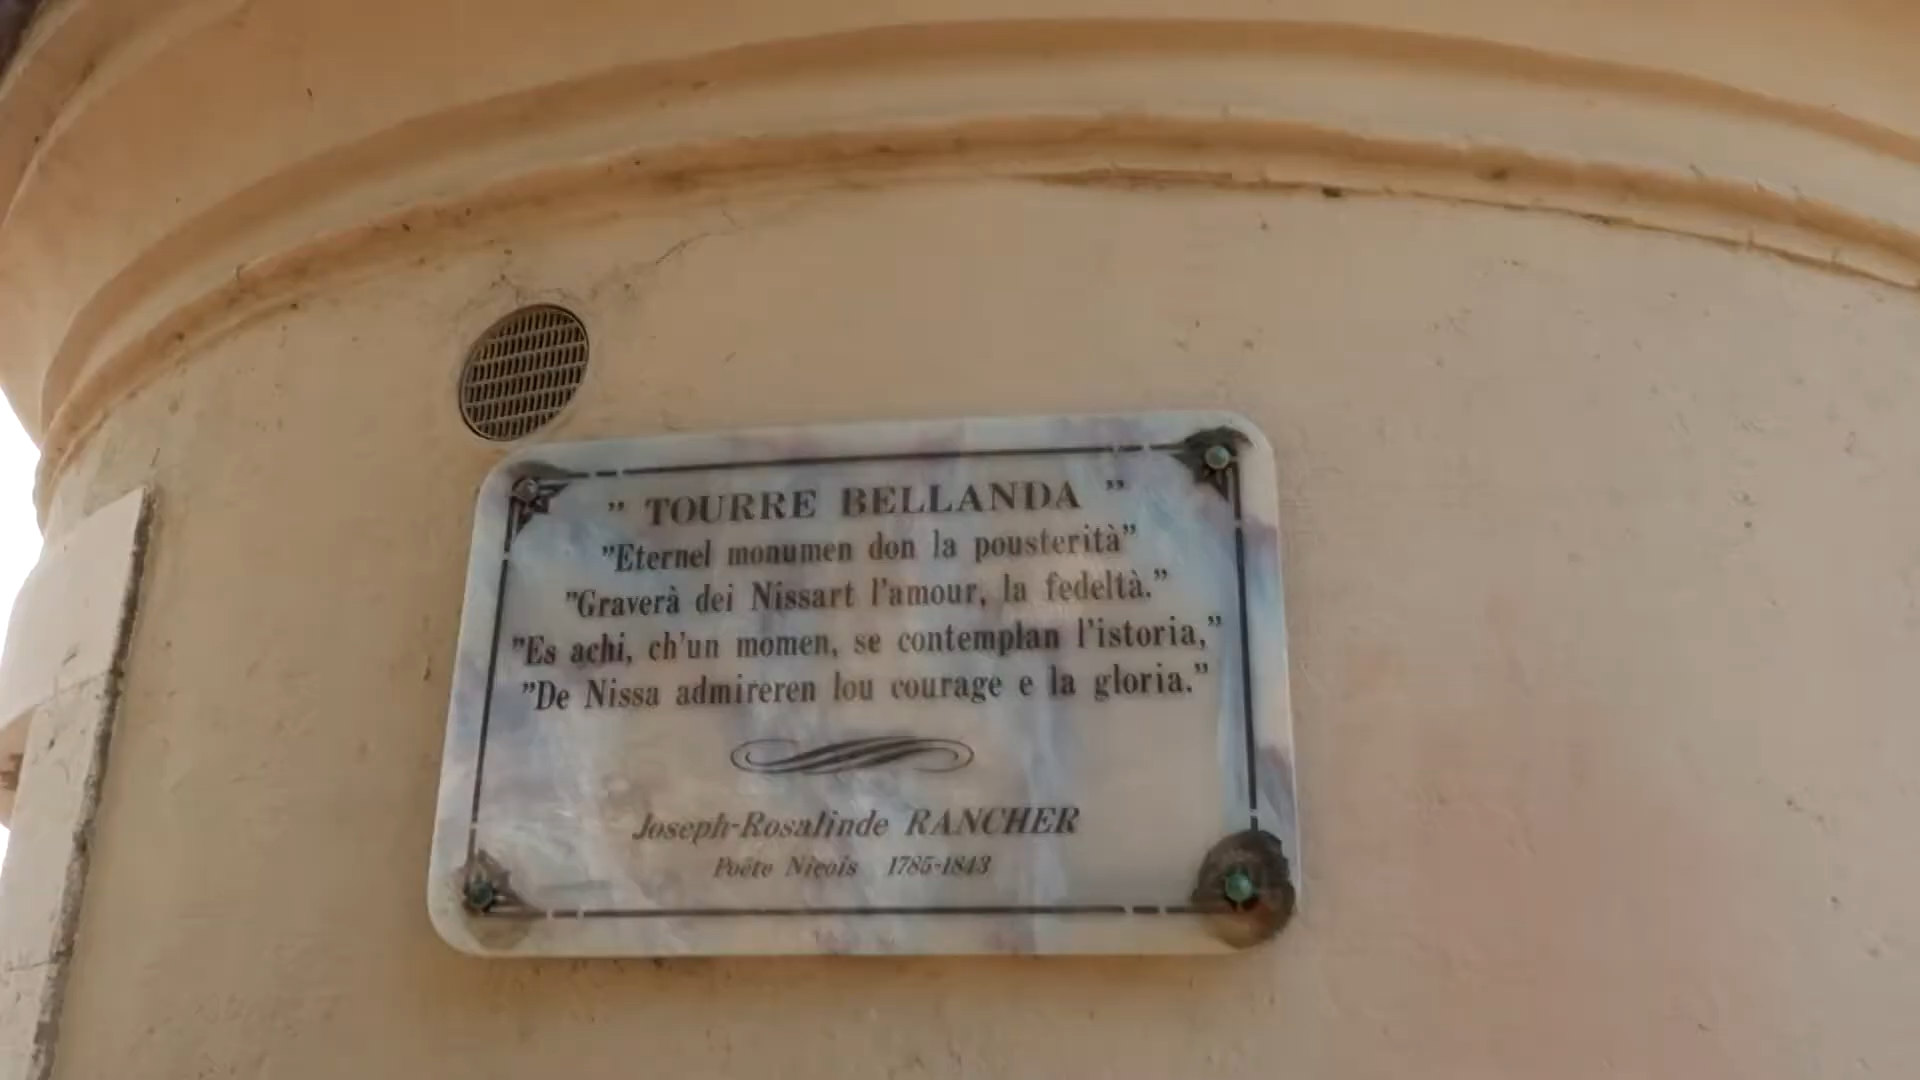 " TOURRE BELLANDA "
"Eternel monumen don la pousterità"
"Graverà dei Nissart l'amour, la fedeltà."
"Es achi, ch'un momen, se contemplan l'istoria,"
"De Nissa admireren lou courage e la gloria."
Joseph-Rosalinde RANCHER
Poëte Niçois 1785-1843